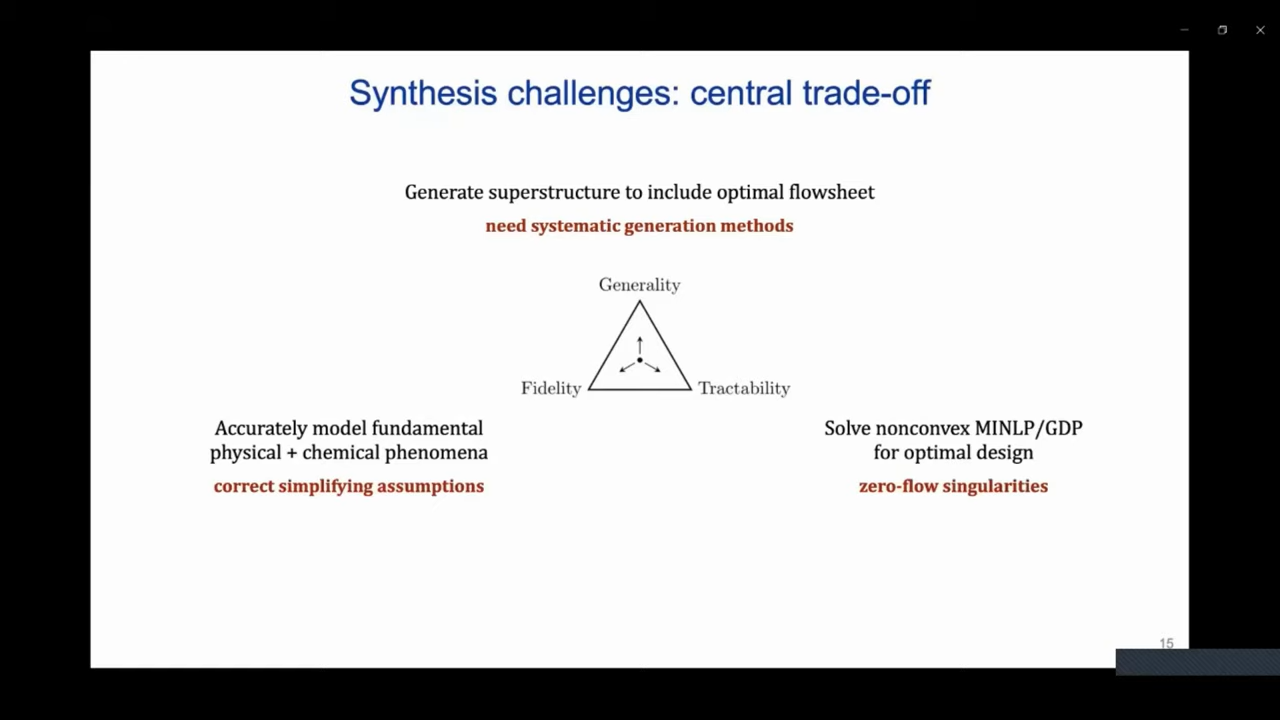 Synthesis challenges: central trade-off
Generate superstructure to include optimal flowsheet
need systematic generation methods
Generality
Fidelity
Tractability
Accurately model fundamental
physical + chemical phenomena
correct simplifying assumptions
Solve nonconvex MINLP/GDP
for optimal design
zero-flow singularities
15